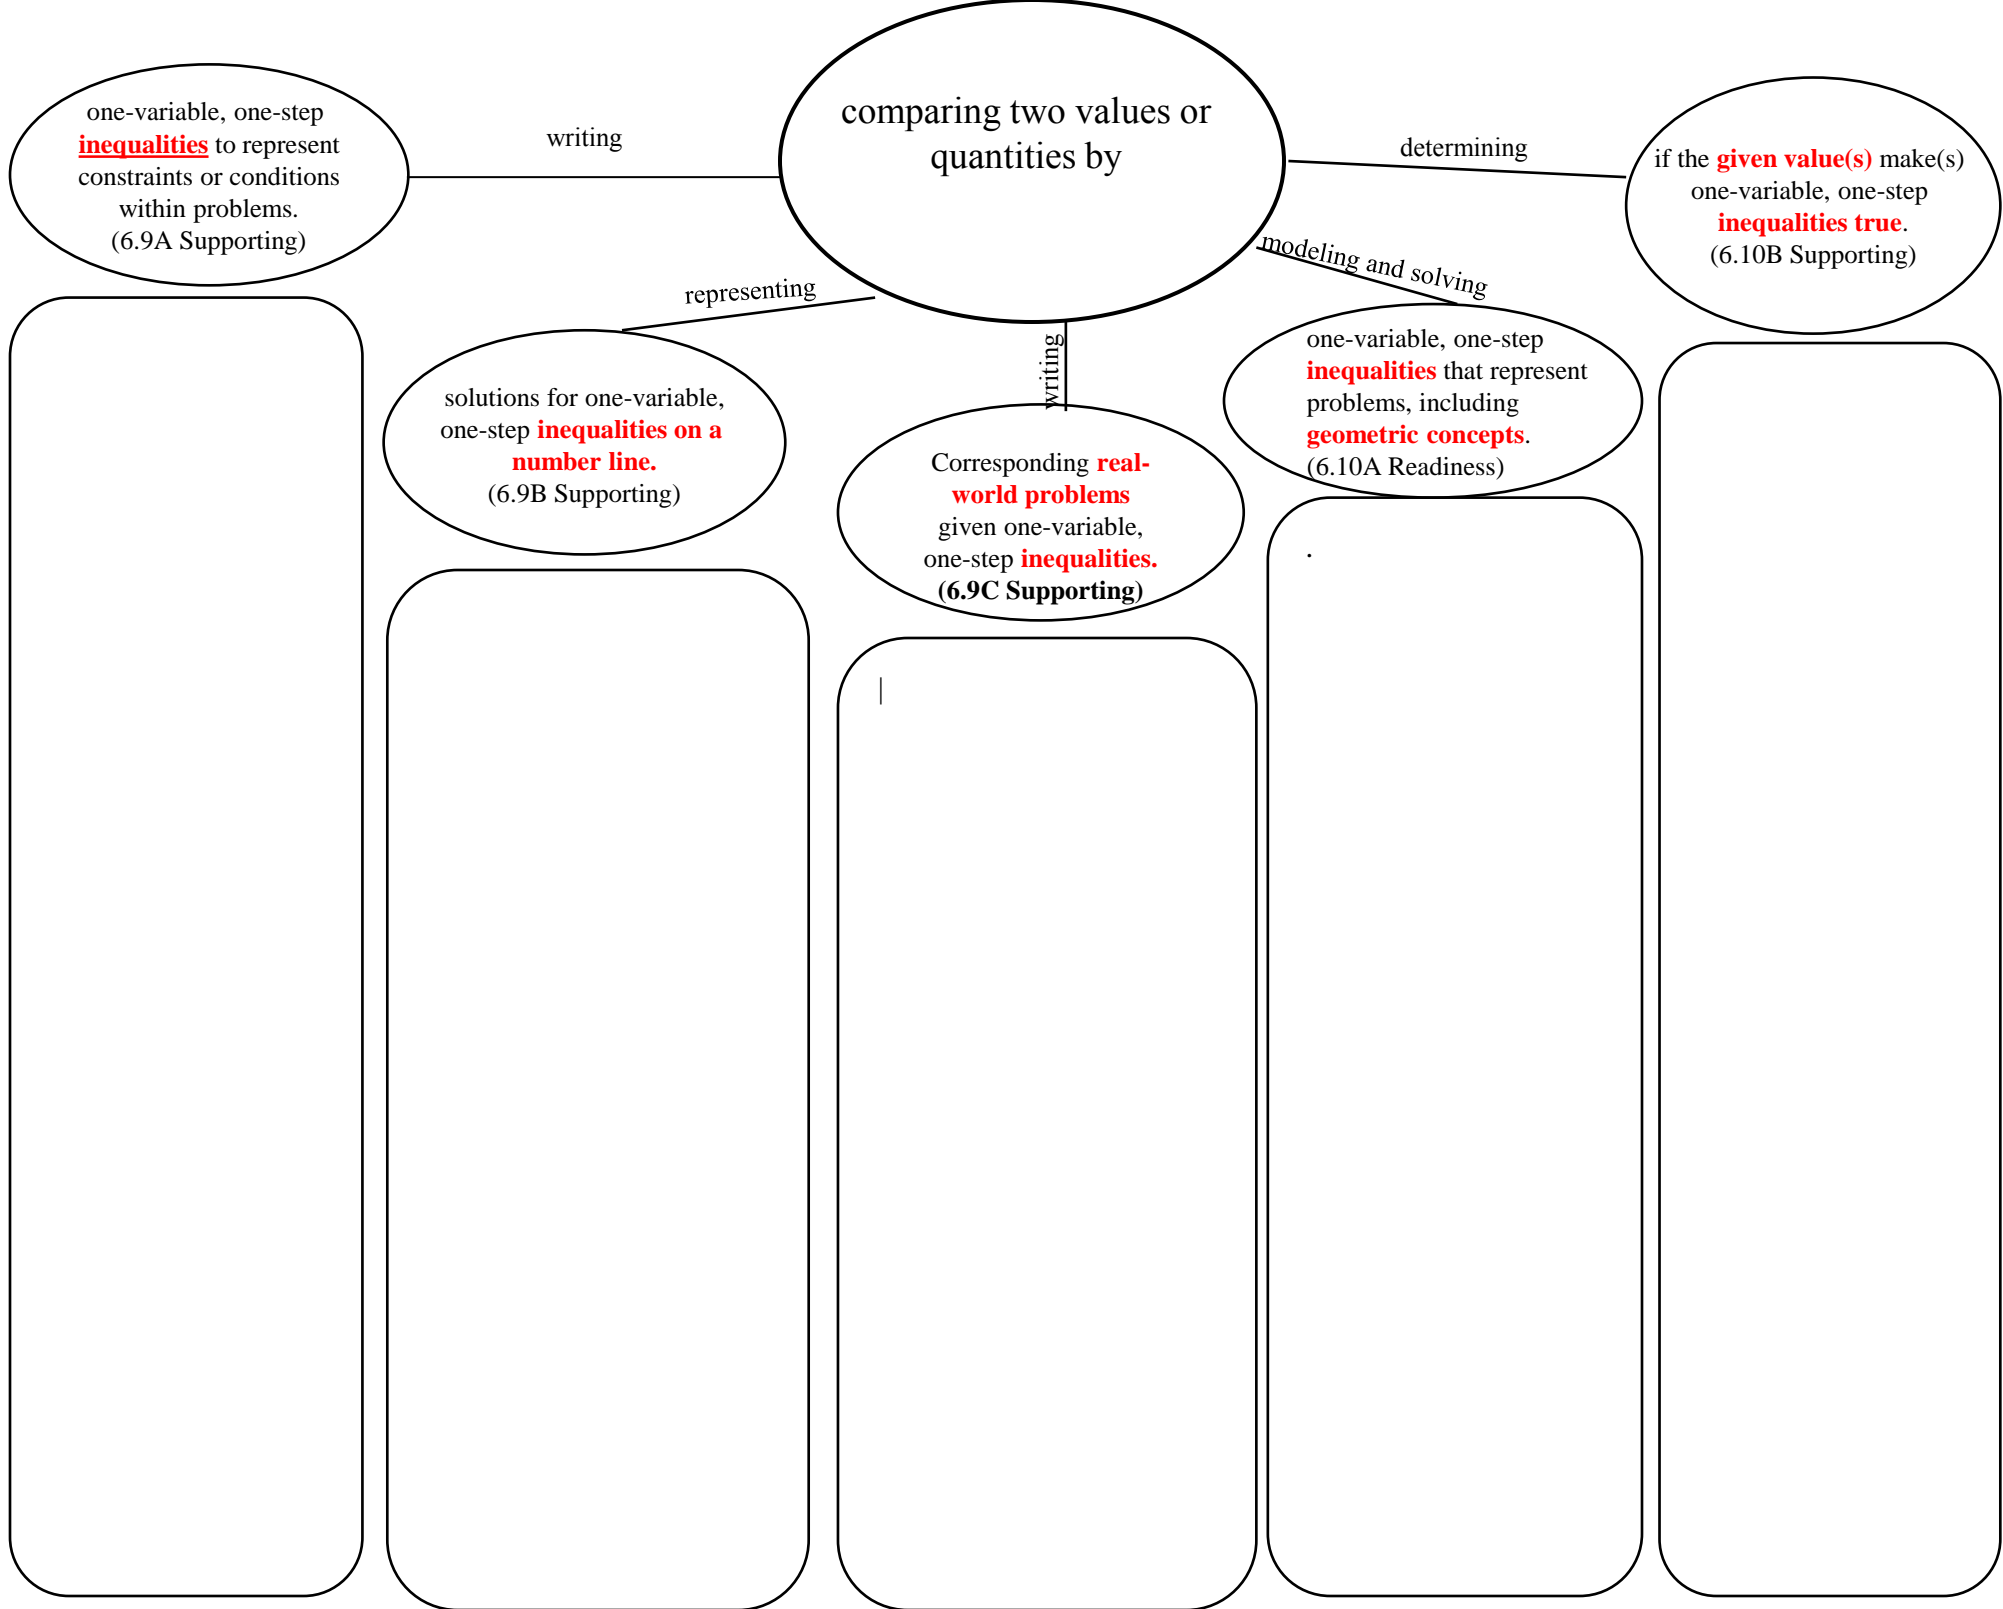 comparing two values or
quantities by
writing
one-variable, one-step
inequalities to represent
constraints or conditions
within problems.
(6.9A Supporting)
representing
solutions for one-variable,
one-step inequalities on a
number line.
(6.9B Supporting)
writing
Corresponding real-
world problems
given one-variable,
one-step inequalities.
(6.9C Supporting)
|
modeling and solving
one-variable, one-step
inequalities that represent
problems, including
geometric concepts.
(6.10A Readiness)
.
determining
if the given value(s) make(s)
one-variable, one-step
inequalities true.
(6.10B Supporting)